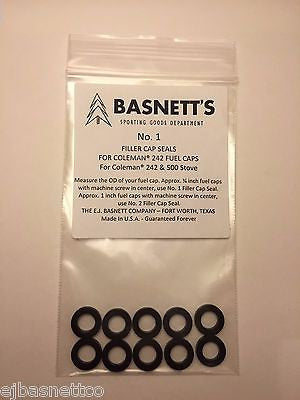 BASNETT'S
SPORTING GOODS DEPARTMENT
No. 1
FILLER CAP SEALS
FOR COLEMAN® 242 FUEL CAPS
For Coleman® 242 & 500 Stove
Measure the OD of your fuel cap. Approx. ¾ inch fuel caps
with machine screw in center, use No. 1 Filler Cap Seal.
Approx. 1 inch fuel caps with machine screw in center,
use No. 2 Filler Cap Seal.
THE E.J. BASNETT COMPANY – FORT WORTH, TEXAS
Made in U.S.A. - Guaranteed Forever
ejbasnettco ejbasnettco